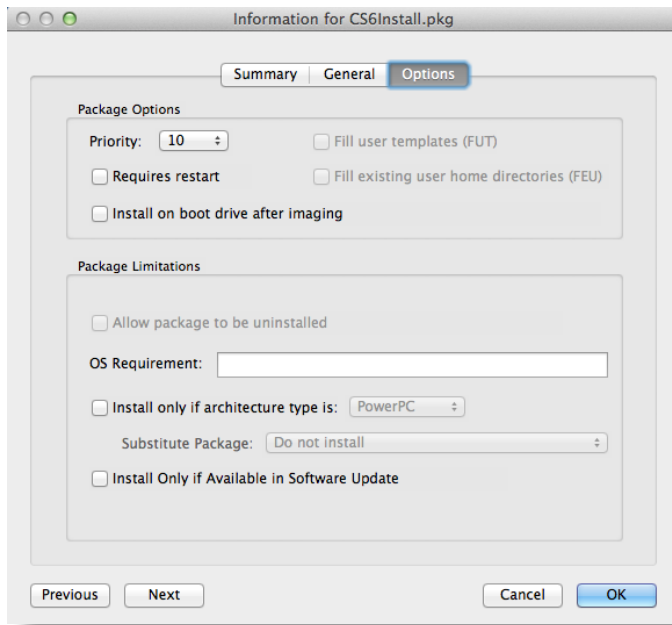 Information for CS6Install.pkg
Summary General Options
Package Options
Priority: 10 Fill user templates (FUT)
Requires restart Fill existing user home directories (FEU)
Install on boot drive after imaging
Package Limitations
Allow package to be uninstalled
OS Requirement:
Install only if architecture type is: PowerPC
Substitute Package: Do not install
Install Only if Available in Software Update
Previous Next Cancel OK